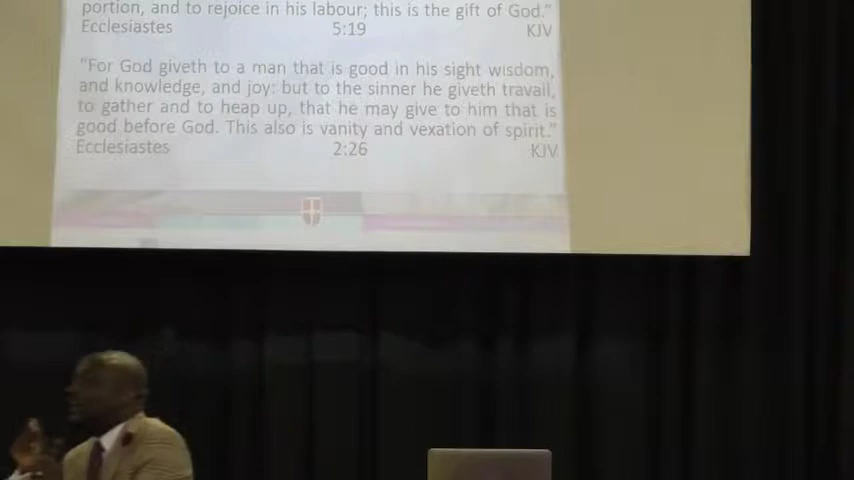 portion, and to rejoice in his labour; this is the gift of God.”
Ecclesiastes 5:19 KJV
“For God giveth to a man that is good in his sight wisdom,
and knowledge, and joy: but to the sinner he giveth travail,
to gather and to heap up, that he may give to him that is
good before God. This also is vanity and vexation of spirit.”
Ecclesiastes 2:26 KJV